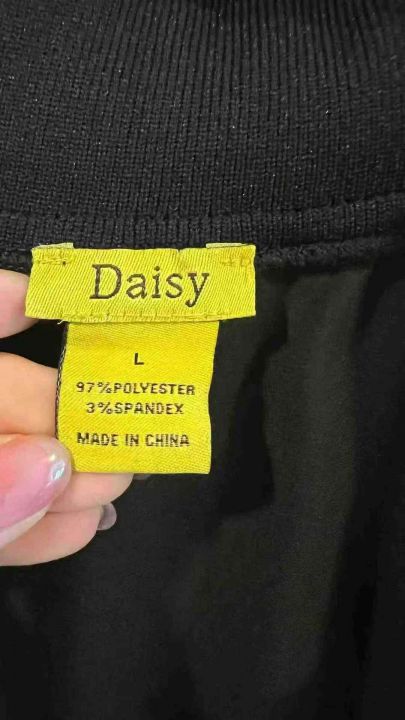 Daisy
L
97%POLYESTER
3%SPANDEX
MADE IN CHINA